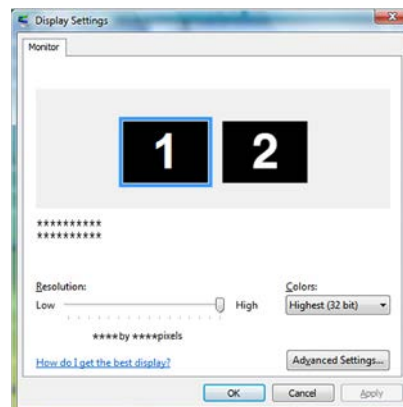 Display Settings
Monitor
1 2
**********
**********
Resolution: Colors:
Low High Highest (32 bit)
****by ****pixels
How do I get the best display? Advanced Settings...
OK Cancel Apply